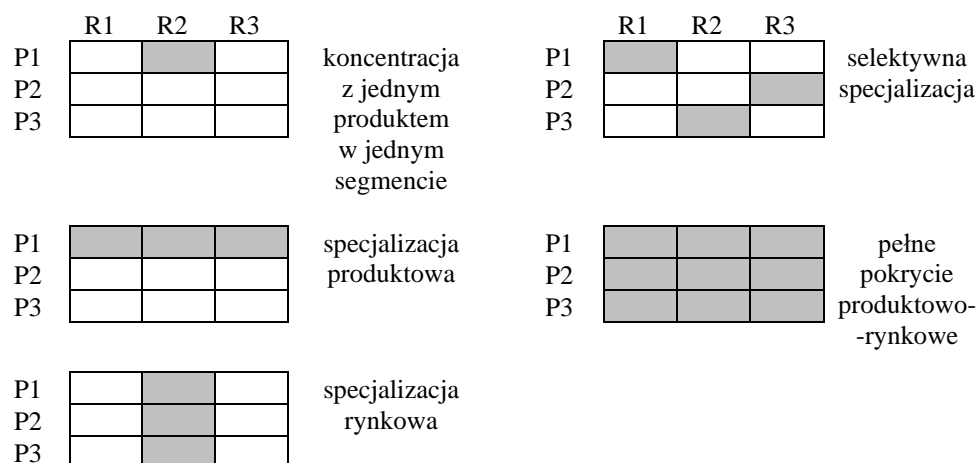 R1 R2 R3
P1
P2
P3
koncentracja
z jednym
produktem
w jednym
segmencie
R1 R2 R3
P1
P2
P3
selektywna
specjalizacja
P1
P2
P3
specjalizacja
produktowa
P1
P2
P3
pełne
pokrycie
produktowo-
-rynkowe
P1
P2
P3
specjalizacja
rynkowa